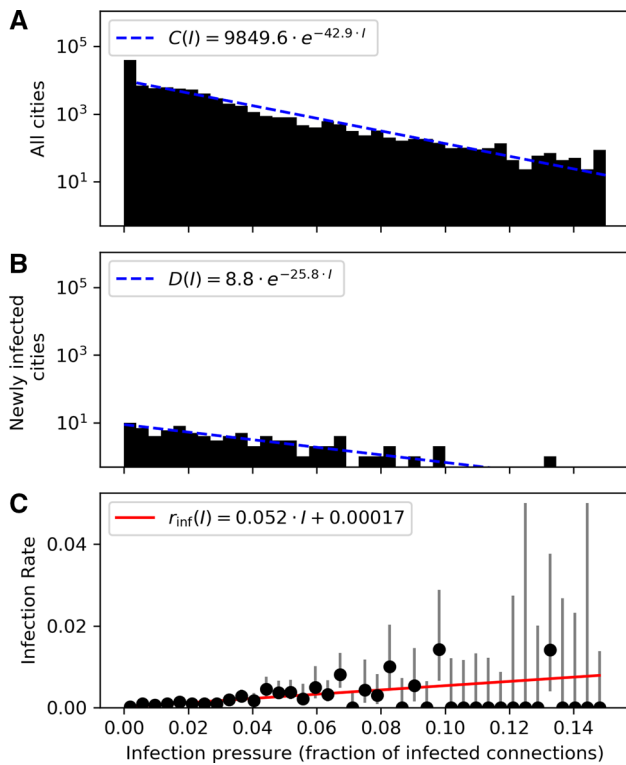 A
C(I) = 9849.6 · e^{−42.9·I}
10^5
10^3
10^1
All cities
B
D(I) = 8.8 · e^{−25.8·I}
10^5
10^3
10^1
Newly infected
cities
C
r_{inf}(I) = 0.052 · I + 0.00017
0.04
0.02
0.00
Infection Rate
0.00 0.02 0.04 0.06 0.08 0.10 0.12 0.14
Infection pressure (fraction of infected connections)